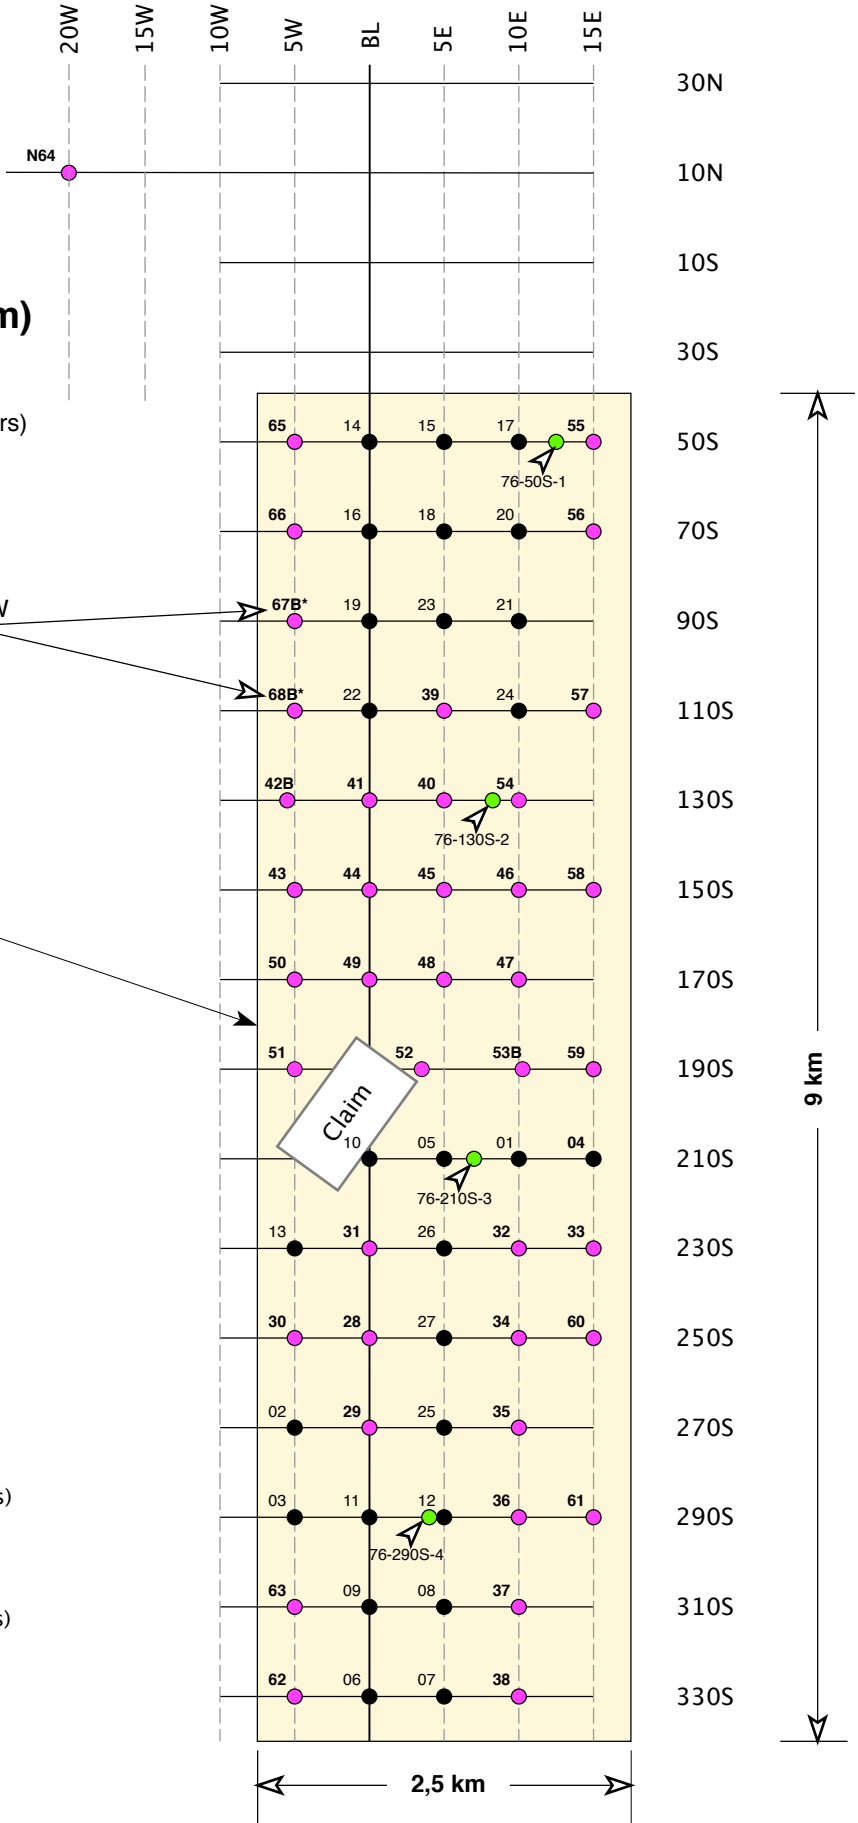 20W 15W 10W 5W BL 5E 10E 15E
30N
N64
10N
10S
m)
30S
rs)
65 14 15 17 55 50S
76-50S-1
66 16 18 20 56 70S
67B* 19 23 21 90S
68B* 22 39 24 57 110S
42B 41 40 54 130S
76-130S-2
43 44 45 46 58 150S
50 49 48 47 170S
51 52 53B 59 190S
9 km
Claim
10 05 01 04 210S
76-210S-3
13 31 26 32 33 230S
30 28 27 34 60 250S
02 29 25 35 270S
s)
03 11 12 36 61 290S
76-290S-4
63 09 08 37 310S
s)
62 06 07 38 330S
2,5 km